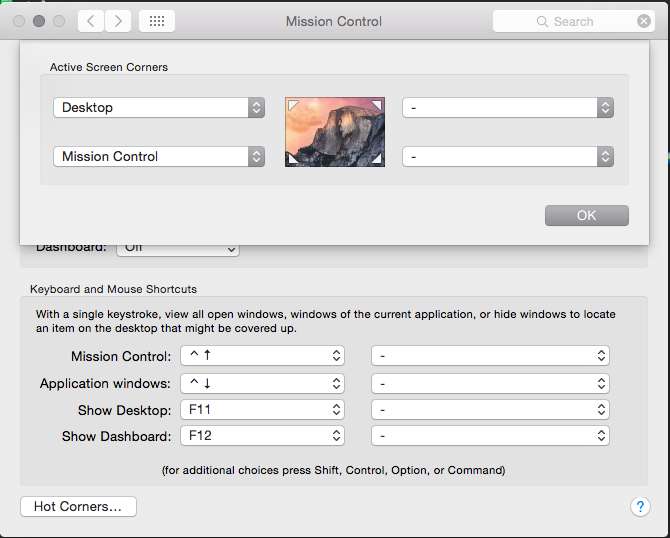 Mission Control
Search
Active Screen Corners
Desktop
-
Mission Control
-
OK
Dashboard: Off
Keyboard and Mouse Shortcuts
With a single keystroke, view all open windows, windows of the current application, or hide windows to locate
an item on the desktop that might be covered up.
Mission Control: ^ ↑ -
Application windows: ^ ↓ -
Show Desktop: F11 -
Show Dashboard: F12 -
(for additional choices press Shift, Control, Option, or Command)
Hot Corners... ?